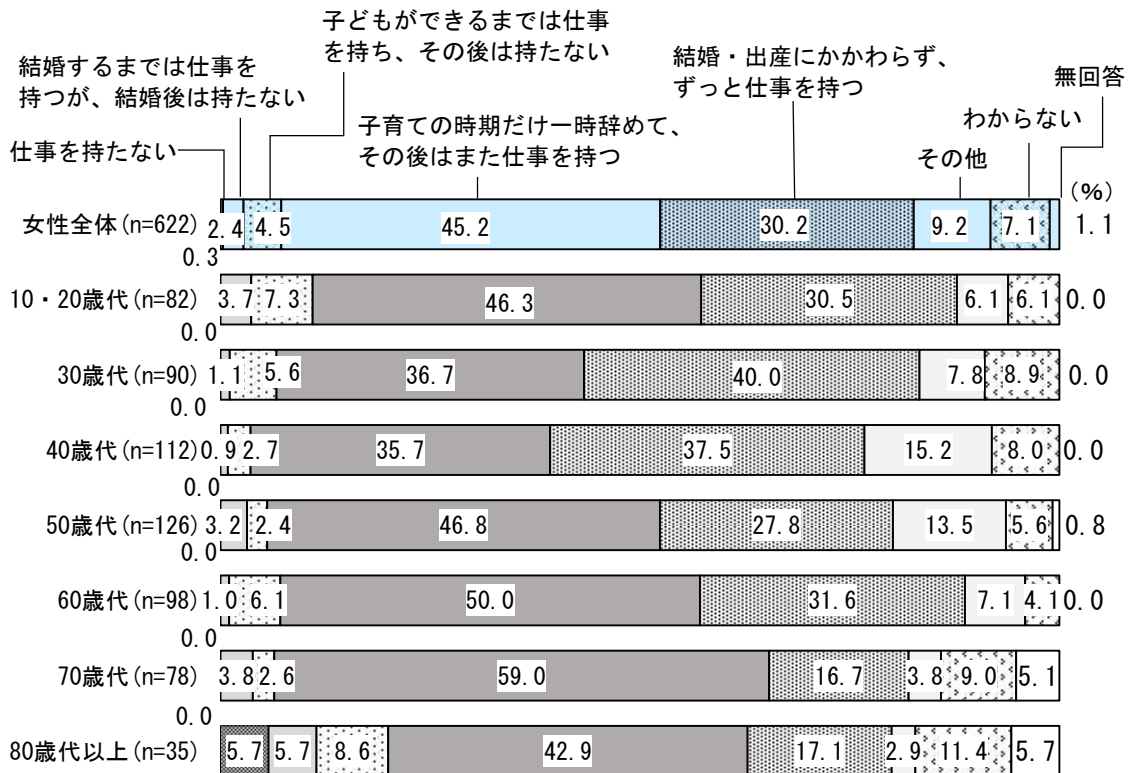 子どもができるまでは仕事
を持ち、その後は持たない
結婚するまでは仕事を
持つが、結婚後は持たない
結婚・出産にかかわらず、
ずっと仕事を持つ
無回答
仕事を持たない
子育ての時期だけ一時辞めて、
その後はまた仕事を持つ
わからない
その他
(%)
女性全体(n=622) 2.4 4.5 45.2 30.2 9.2 7.1 1.1
0.3
10・20歳代(n=82) 3.7 7.3 46.3 30.5 6.1 6.1 0.0
0.0
30歳代(n=90) 1.1 5.6 36.7 40.0 7.8 8.9 0.0
0.0
40歳代(n=112) 0.9 2.7 35.7 37.5 15.2 8.0 0.0
0.0
50歳代(n=126) 3.2 2.4 46.8 27.8 13.5 5.6 0.8
0.0
60歳代(n=98) 1.0 6.1 50.0 31.6 7.1 4.1 0.0
0.0
70歳代(n=78) 3.8 2.6 59.0 16.7 3.8 9.0 5.1
0.0
80歳代以上(n=35) 5.7 5.7 8.6 42.9 17.1 2.9 11.4 5.7